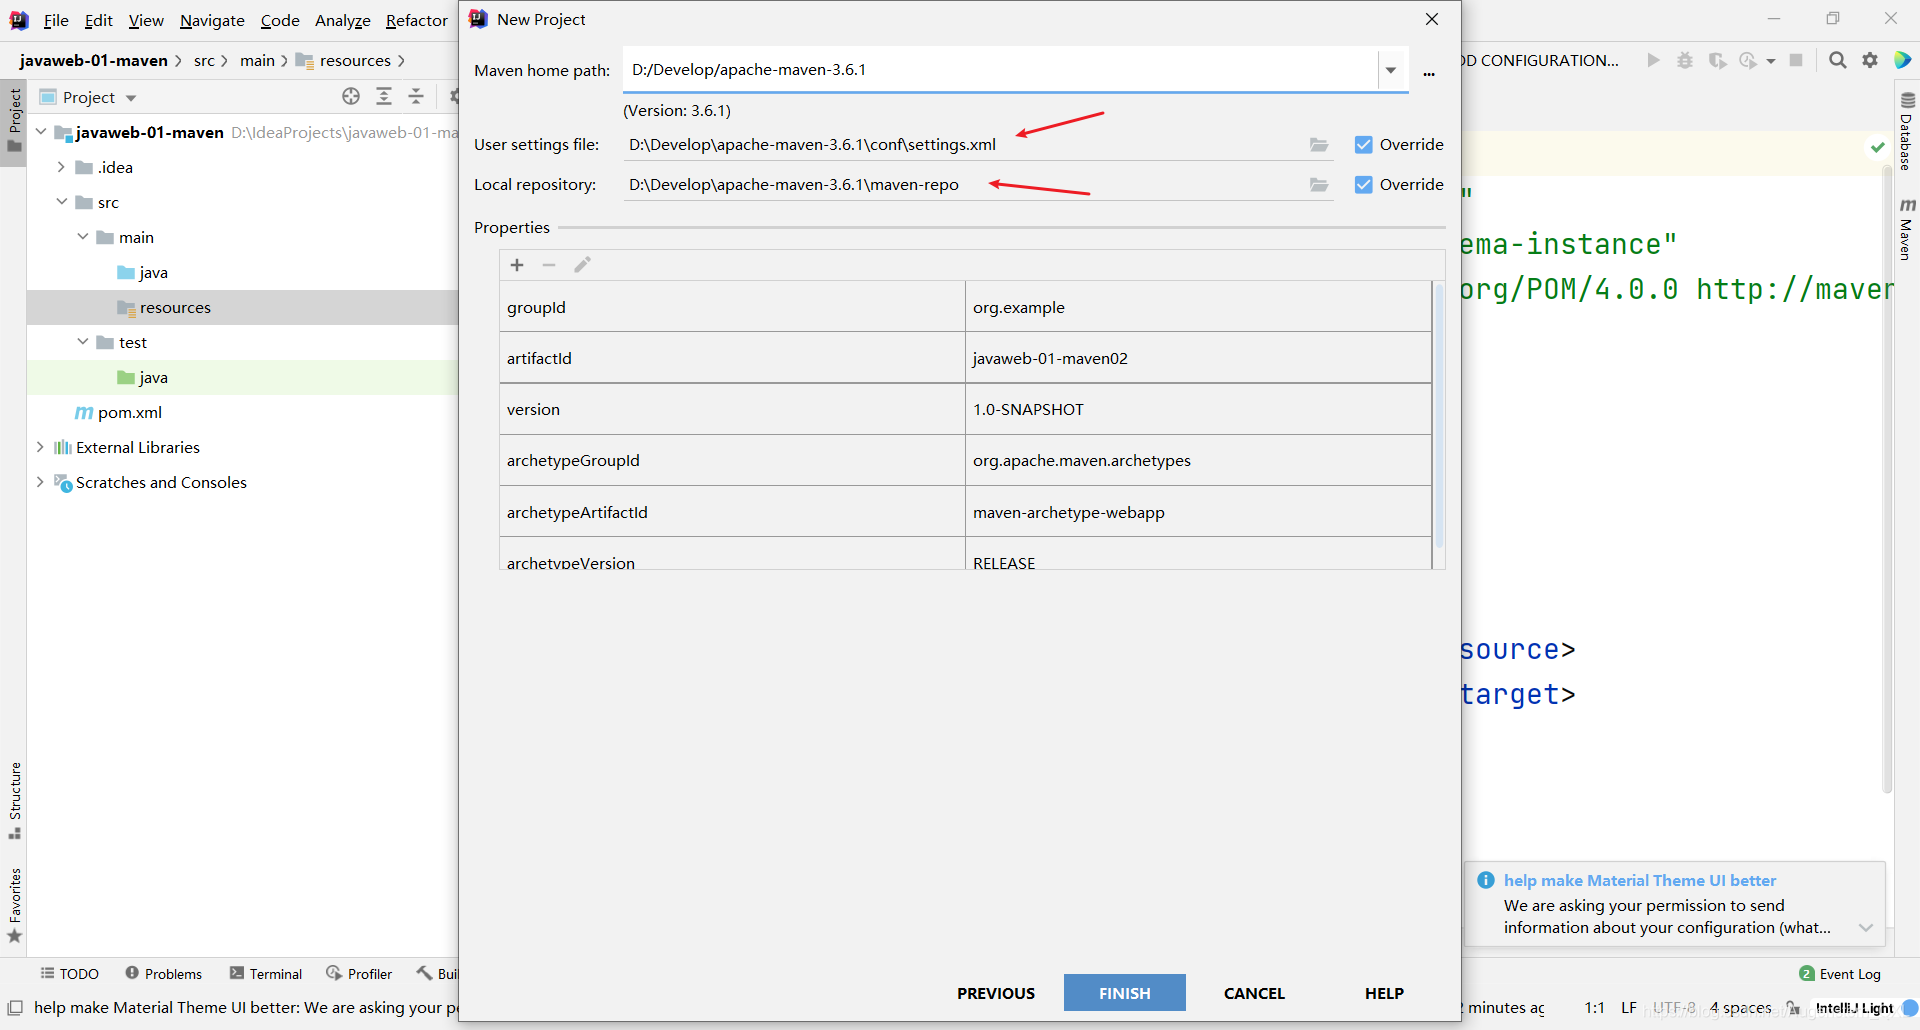 File Edit View Navigate Code Analyze Refactor
New Project
javaweb-01-maven src main resources
Maven home path: D:/Develop/apache-maven-3.6.1 ...
CONFIGURATION...
Project
Project
(Version: 3.6.1)
javaweb-01-maven D:\IdeaProjects\javaweb-01-ma
User settings file: D:\Develop\apache-maven-3.6.1\conf\settings.xml Override
Database
.idea
Local repository: D:\Develop\apache-maven-3.6.1\maven-repo Override
"
src
Properties
Maven
main
ema-instance"
java
org/POM/4.0.0 http://maven
resources
groupId org.example
test
artifactId javaweb-01-maven02
java
version 1.0-SNAPSHOT
pom.xml
External Libraries
archetypeGroupId org.apache.maven.archetypes
Scratches and Consoles
archetypeArtifactId maven-archetype-webapp
archetypeVersion RELEASE
source>
target>
Structure
Favorites
help make Material Theme UI better
We are asking your permission to send
information about your configuration (what...
TODO Problems Terminal Profiler Bui
PREVIOUS FINISH CANCEL HELP
2 Event Log
help make Material Theme UI better: We are asking your pe
2 minutes ag 1:1 LF UTF-8 4 spaces IntelliJ Light